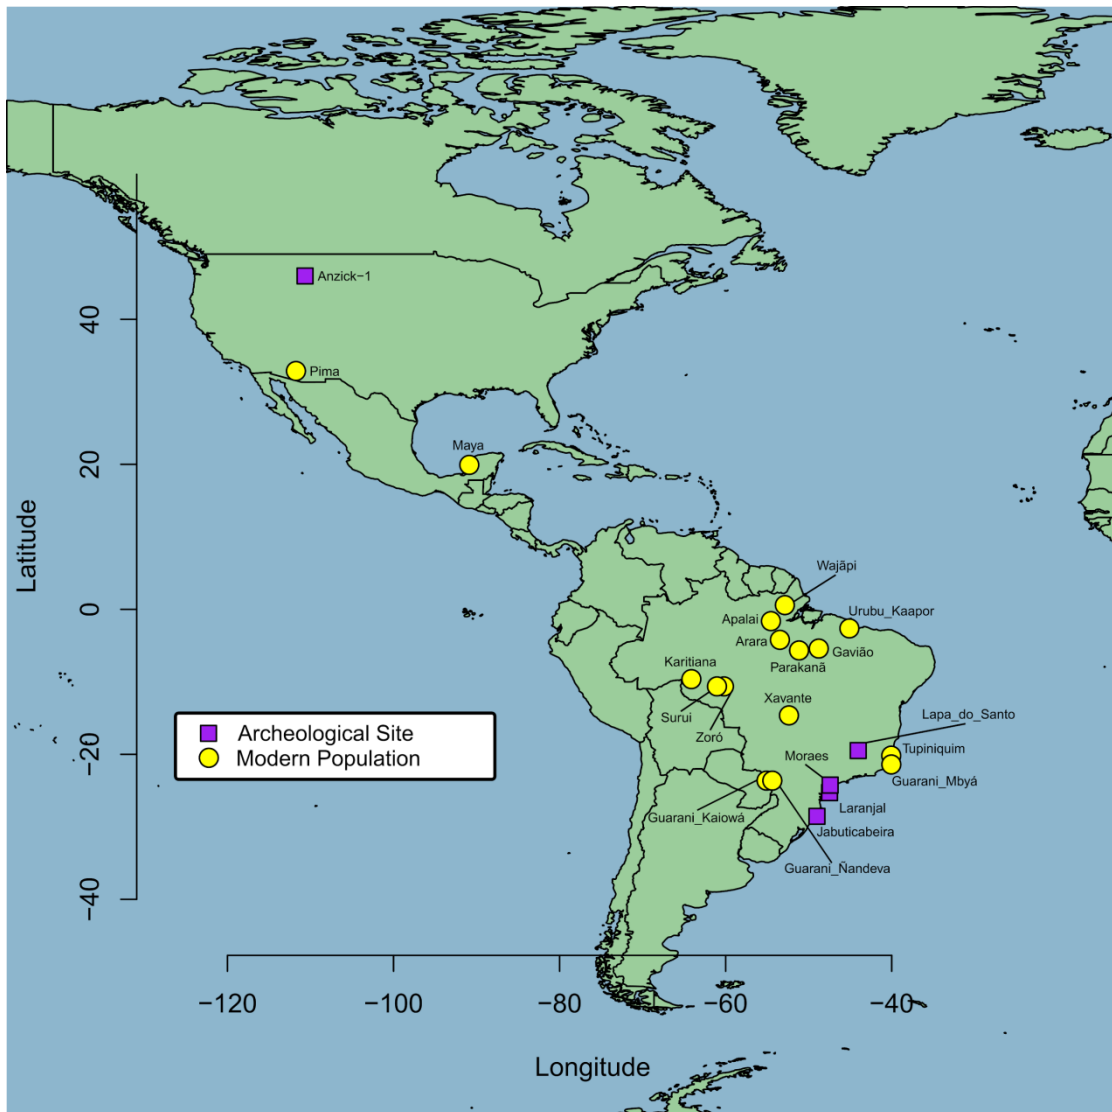 Anzick−1
40
Pima
Maya
20
Latitude
Wajãpi
0
Urubu_Kaapor
Apalai
Arara
Gavião
Parakanã
Karitiana
Xavante
Surui
Zoró
Lapa_do_Santo
Archeological Site
Modern Population
−20
Moraes
Tupiniquim
Guarani_Mbyá
Laranjal
Guarani_Kaiowá
Jabuticabeira
Guarani_Ñandeva
−40
−120
−100
−80
−60
−40
Longitude